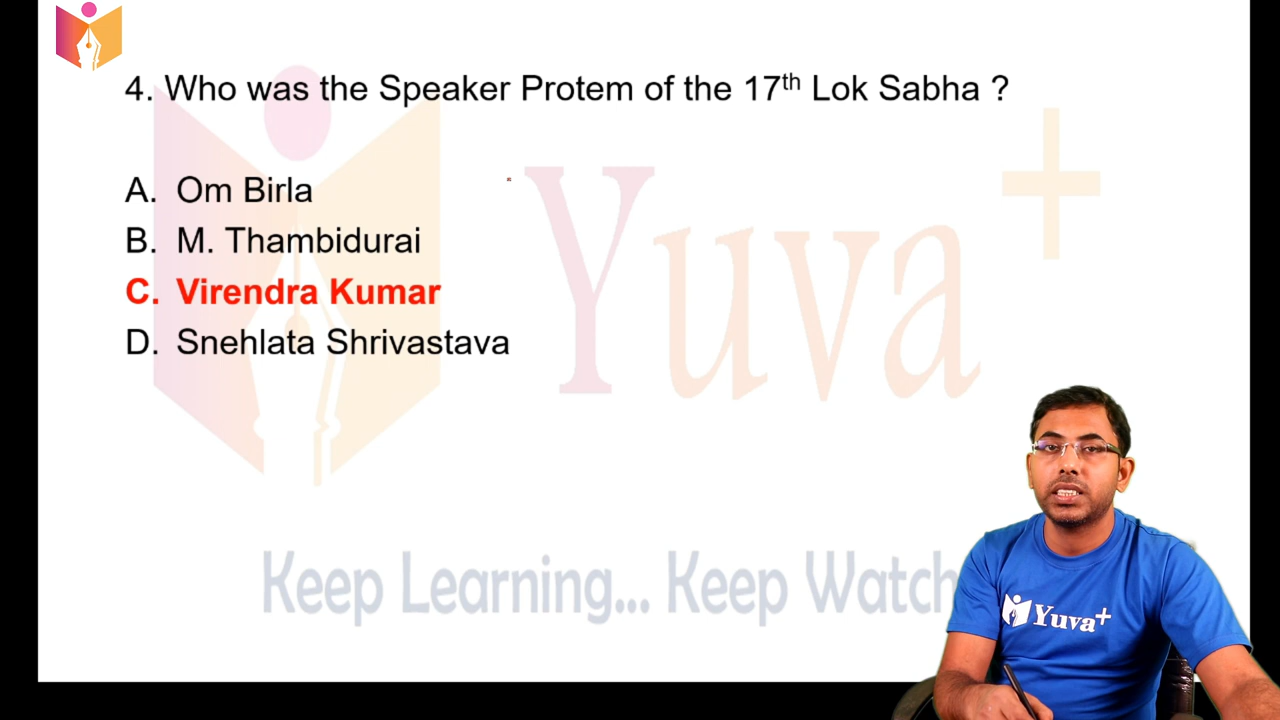 4. Who was the Speaker Protem of the 17th Lok Sabha ?
A. Om Birla
B. M. Thambidurai
C. Virendra Kumar
D. Snehlata Shrivastava
Yuva+
Keep Learning... Keep Watch
Yuva+